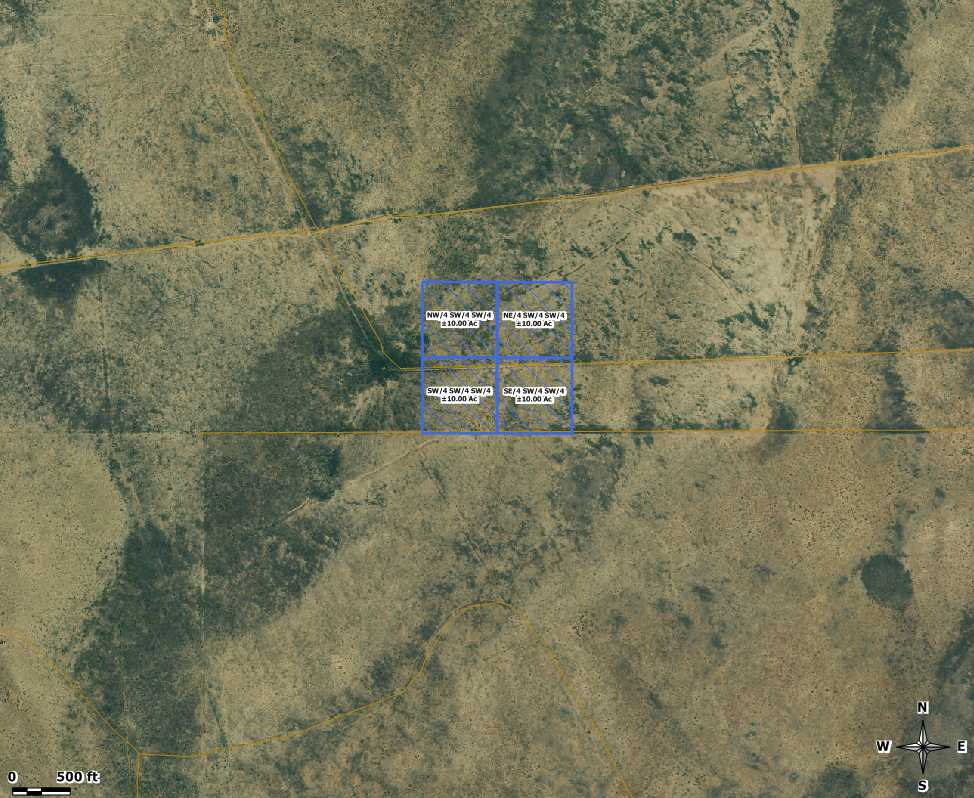 NW/4 SW/4 SW/4
±10.00 Ac
NE/4 SW/4 SW/4
±10.00 Ac
SW/4 SW/4 SW/4
±10.00 Ac
SE/4 SW/4 SW/4
±10.00 Ac
N
W
E
S
0
500 ft